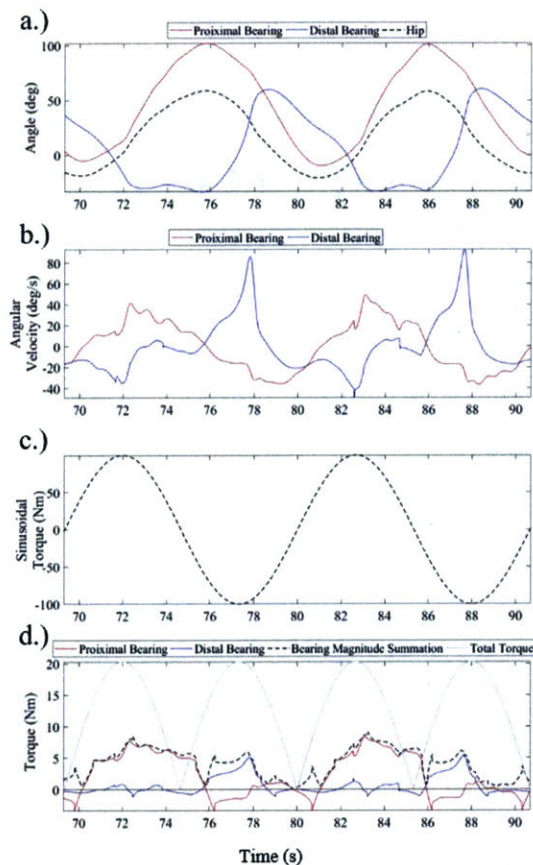 a.)
Proiximal Bearing Distal Bearing Hip
Angle (deg)
100
50
0
70 72 74 76 78 80 82 84 86 88 90
b.)
Proiximal Bearing Distal Bearing
Angular
Velocity (deg/s)
80
60
40
20
0
-20
-40
70 72 74 76 78 80 82 84 86 88 90
c.)
Sinusoidal
Torque (Nm)
50
0
-50
-100
70 72 74 76 78 80 82 84 86 88 90
d.)
Proiximal Bearing Distal Bearing Bearing Magnitude Summation Total Torque
Torque (Nm)
20
15
10
5
0
70 72 74 76 78 80 82 84 86 88 90
Time (s)